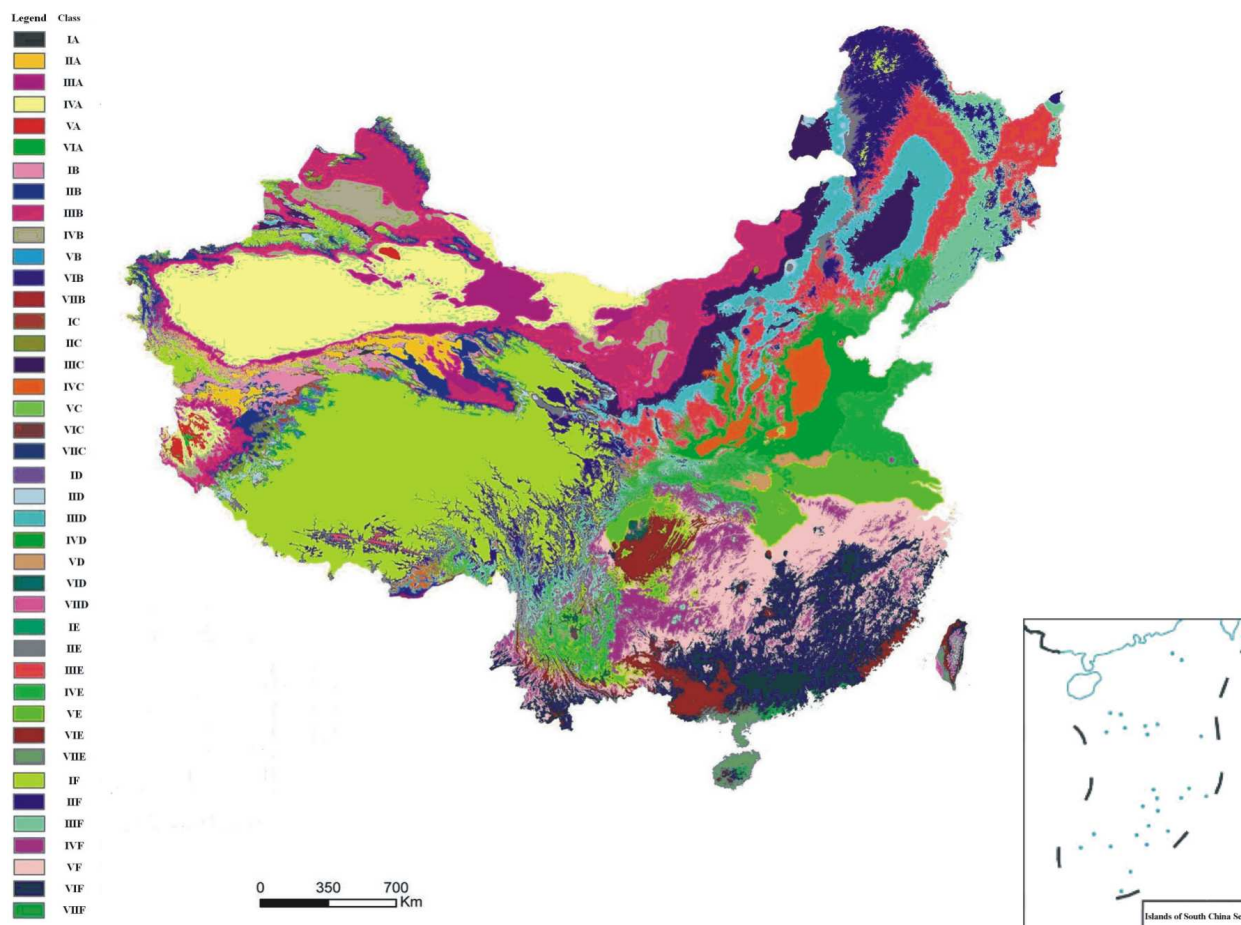 Legend Class
IA
IIA
IIIA
IVA
VA
VIA
IB
IIB
IIIB
IVB
VB
VIB
VIIB
IC
IIC
IIIC
IVC
VC
VIC
VIIC
ID
IID
IIID
IVD
VD
VID
VIID
IE
IIE
IIIE
IVE
VE
VIE
VIIE
IF
IIF
IIIF
IVF
VF
VIF
VIIF
0 350 700
Km
Islands of South China Se